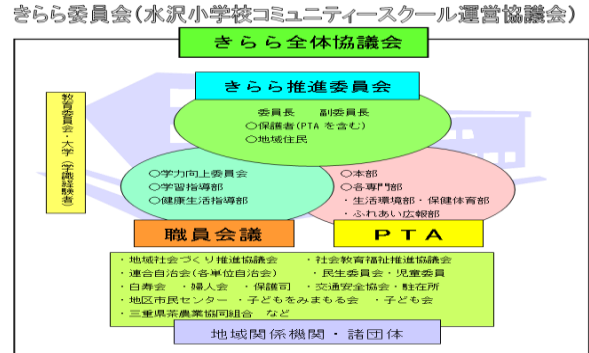 きらら委員会(水沢小学校コミュニティースクール運営協議会)
きらら全体協議会
きらら推進委員会
教育委員会・大学(学識経験者)
委員長 副委員長
○保護者(PTAを含む)
○地域住民
○学力向上委員会
○学習指導部
○健康生活指導部
○本部
○各専門部
・生活環境部・保健体育部
・ふれあい広報部
職員会議
PTA
・地域社会づくり推進協議会 ・社会教育福祉推進協議会
・連合自治会(各単位自治会) ・民生委員・児童委員
・白寿会 ・婦人会 ・保護司 ・交通安全協会・駐在所
・地区市民センター ・子どもをみまもる会 ・子ども会
・三重県茶農業協同組合 など
地域関係機関・諸団体